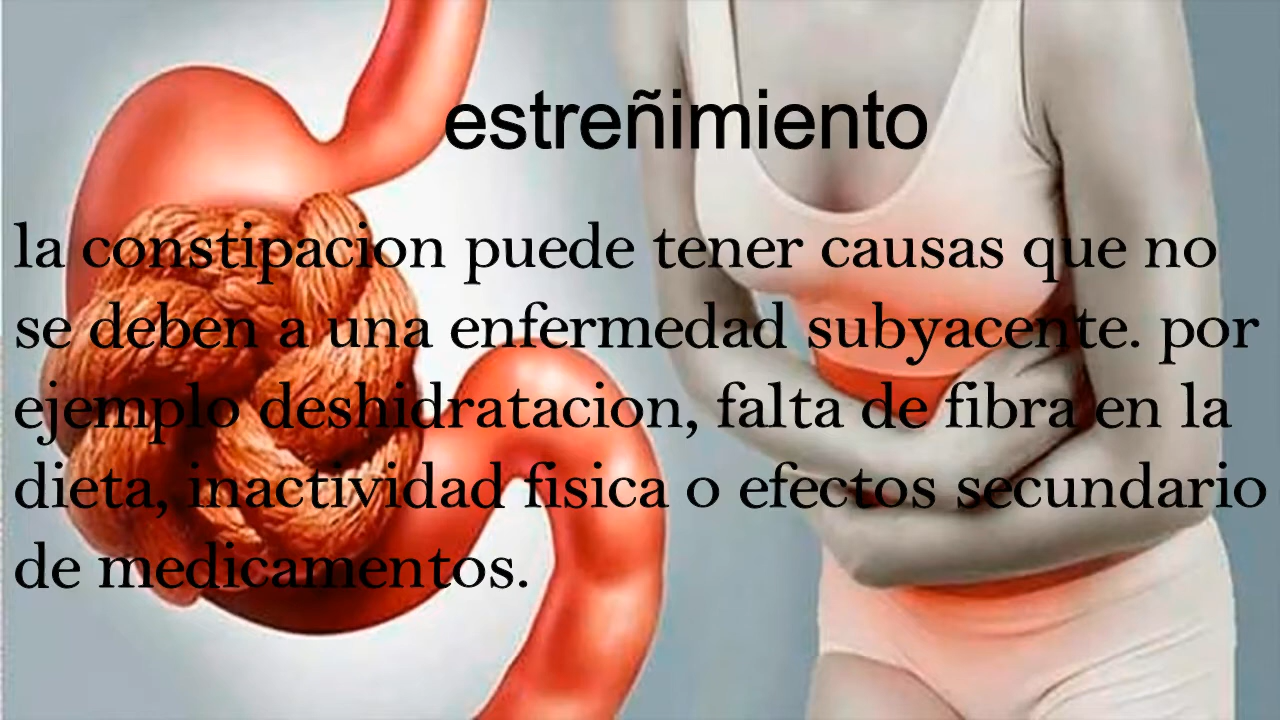 estreñimiento
la constipacion puede tener causas que no
se deben a una enfermedad subyacente. por
ejemplo deshidratacion, falta de fibra en la
dieta, inactividad fisica o efectos secundario
de medicamentos.